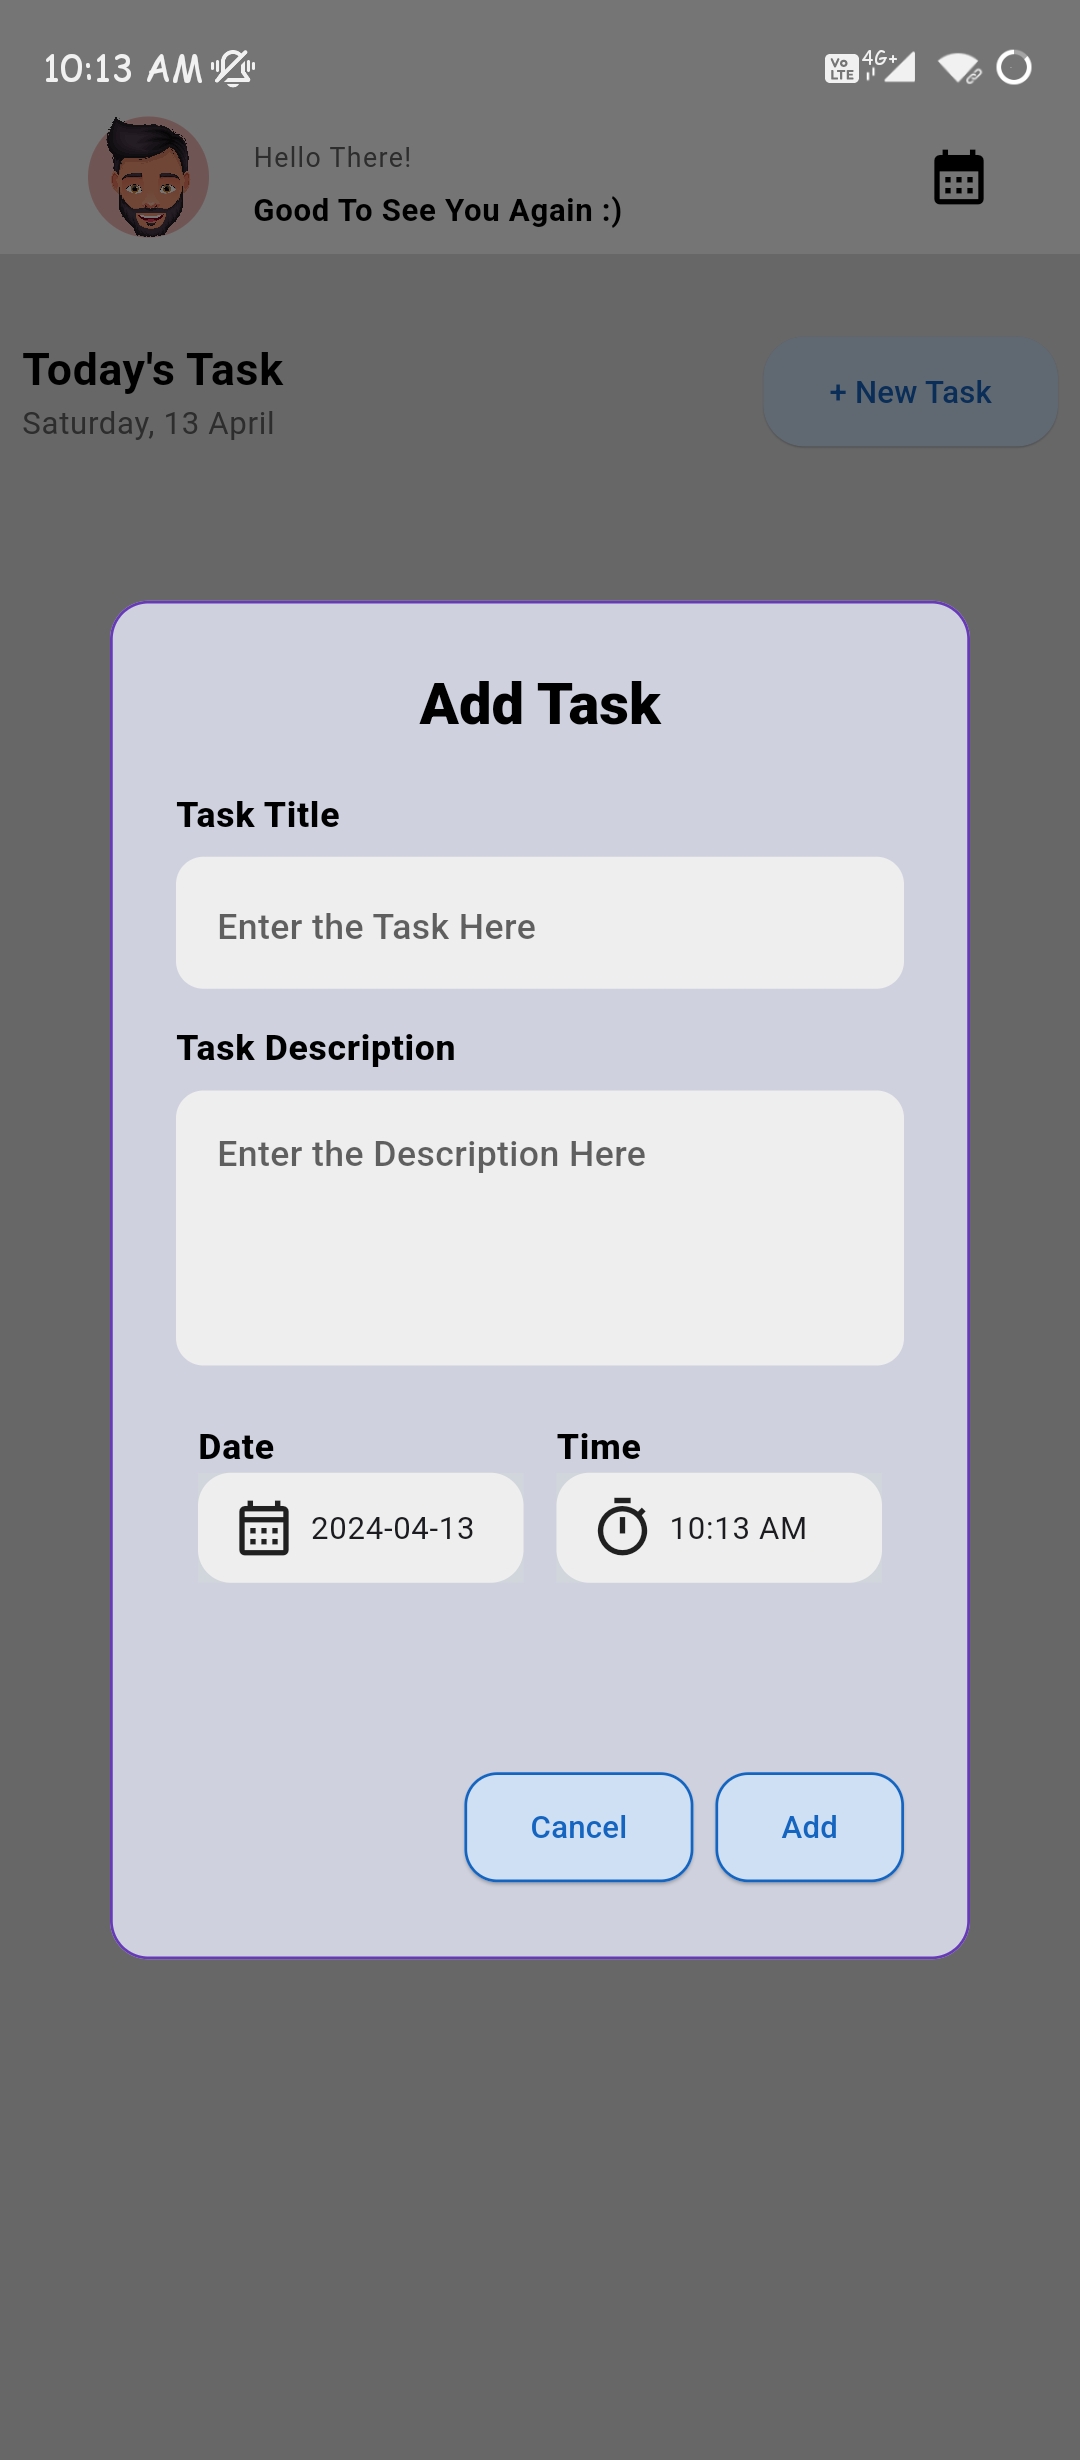 10:13 AM
Vo LTE 4G+
Hello There!
Good To See You Again :)
Today's Task
Saturday, 13 April
+ New Task
Add Task
Task Title
Enter the Task Here
Task Description
Enter the Description Here
Date Time
2024-04-13 10:13 AM
Cancel Add